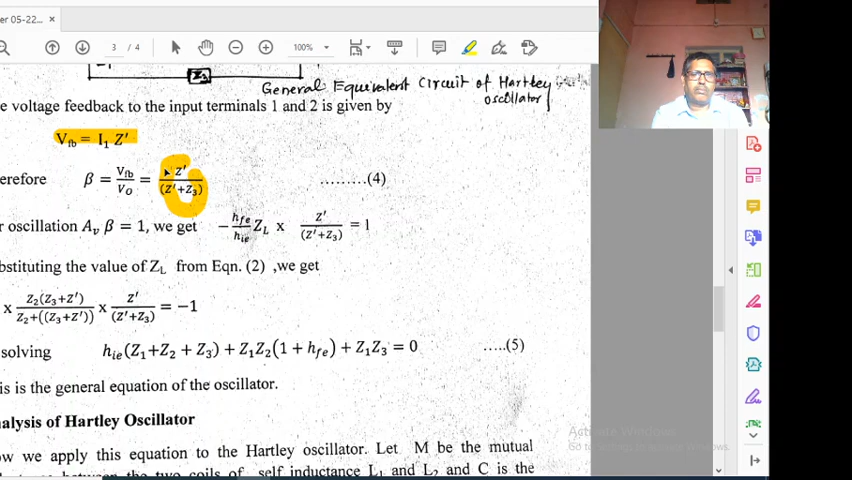 er 05-22...
3 / 4
100%
Z3
General Equivalent Circuit of Hartley
oscillator
e voltage feedback to the input terminals 1 and 2 is given by
Vfb = I1 Z'
erefore β = Vfb/VO = Z'/(Z'+Z3) .........(4)
r oscillation Av β = 1, we get − hfe/hie ZL x Z'/(Z'+Z3) = 1
bstituting the value of ZL from Eqn. (2) ,we get
x Z2(Z3+Z')/Z2+((Z3+Z')) x Z'/(Z'+Z3) = −1
solving hie(Z1+Z2 + Z3) + Z1Z2(1 + hfe) + Z1Z3 = 0 .....(5)
is is the general equation of the oscillator.
nalysis of Hartley Oscillator
ow we apply this equation to the Hartley oscillator. Let M be the mutual
between the two coils of self inductance L1 and L2 and C is the
Activate Windows
Go to Settings to activate Windows.